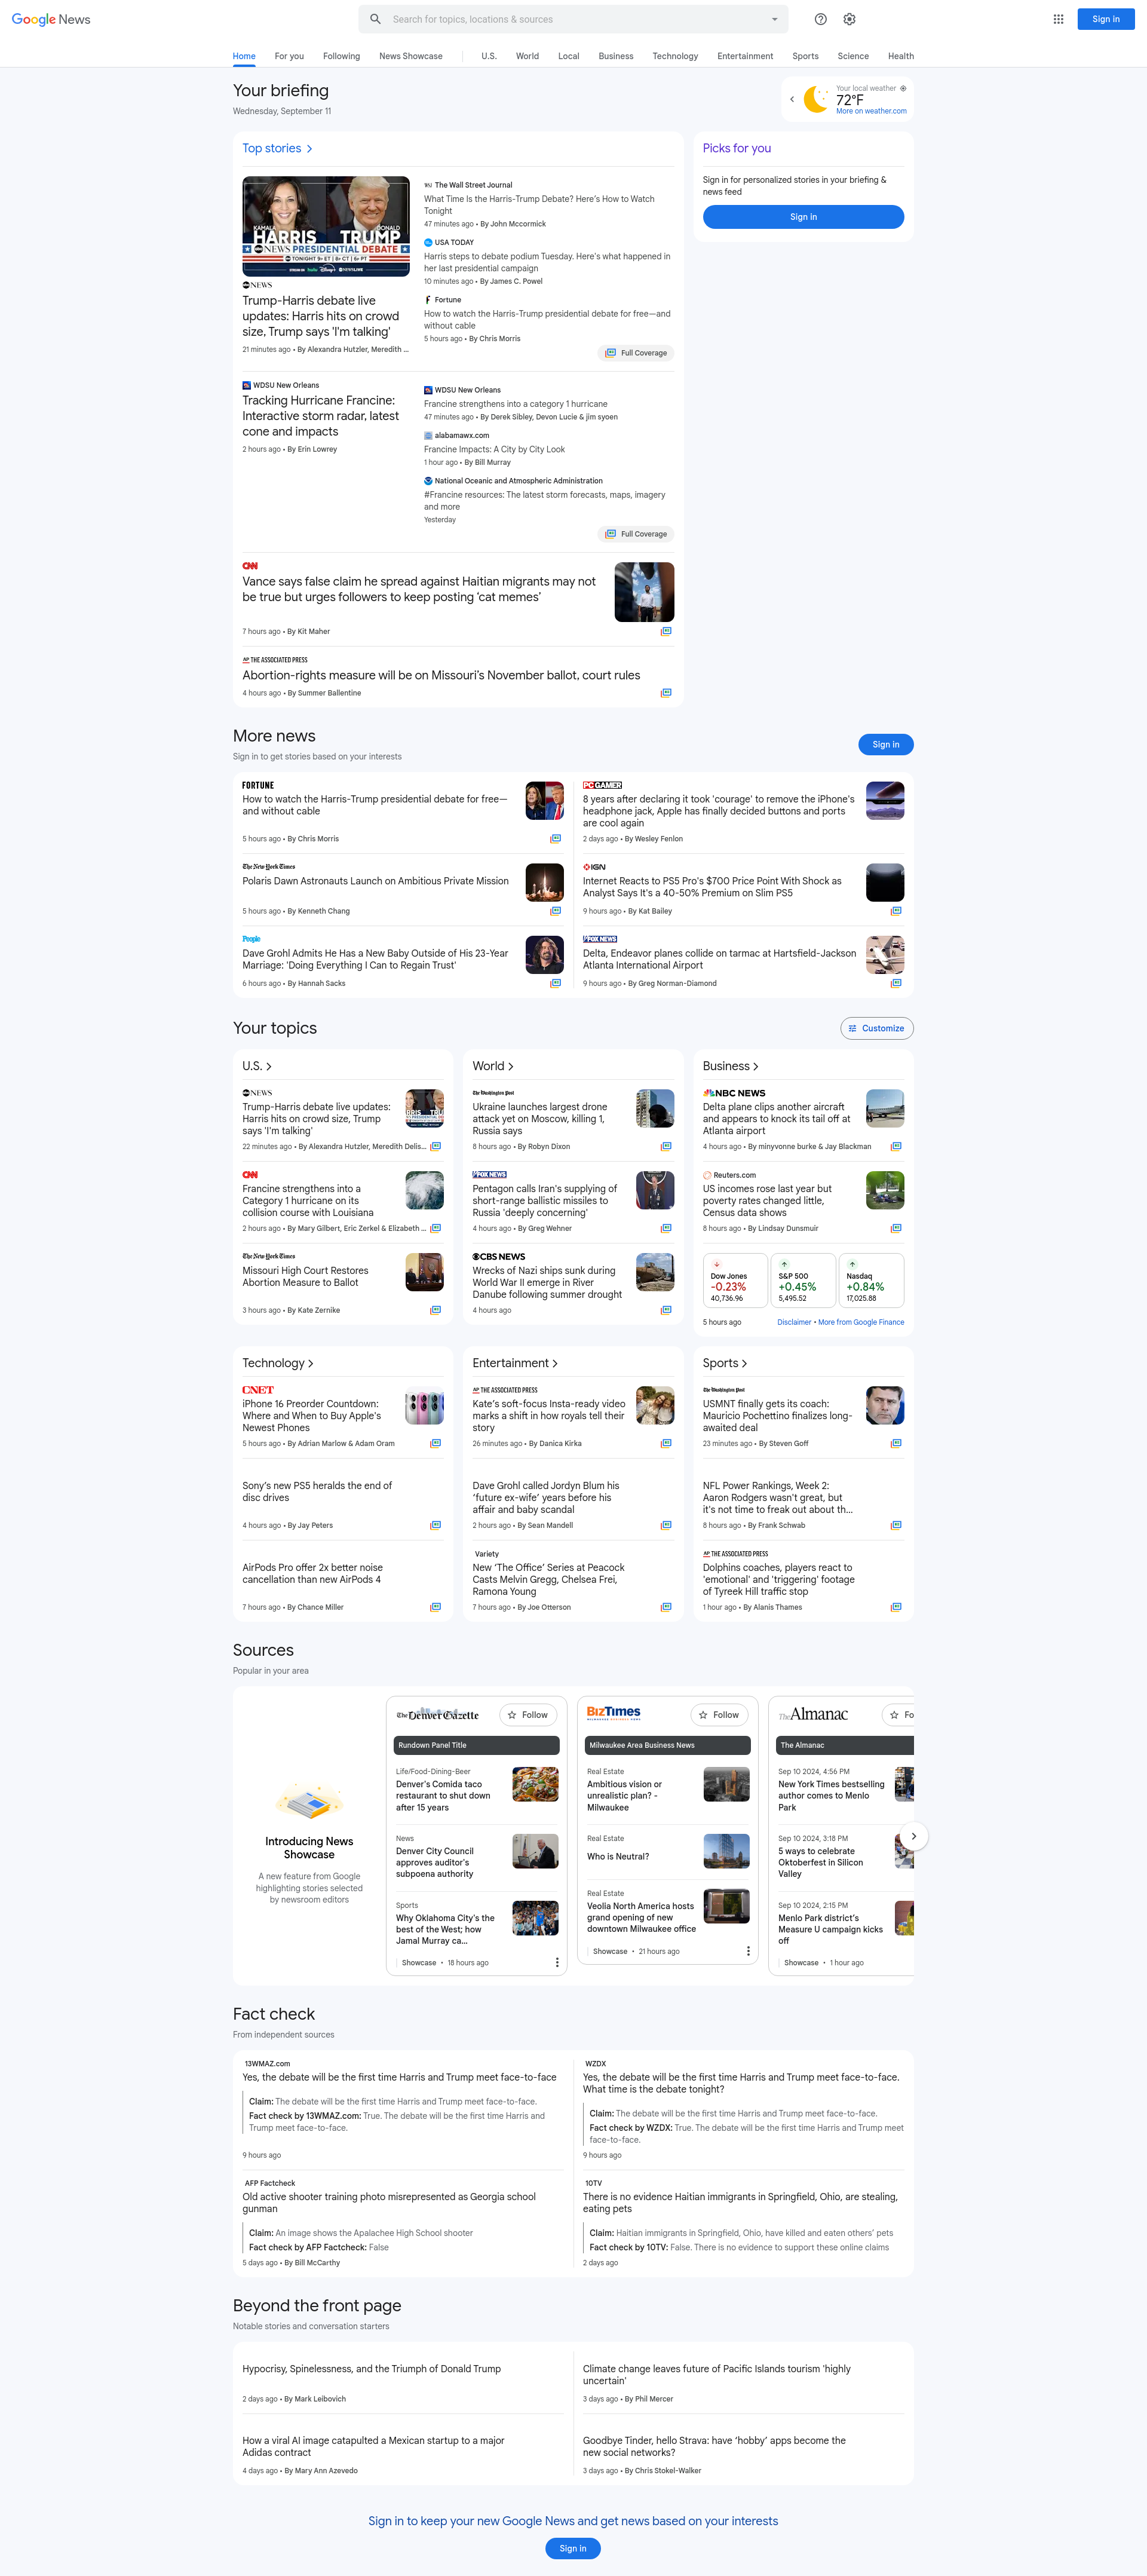 Google News
Search for topics, locations & sources
Sign in
Home
For you
Following
News Showcase
U.S.
World
Local
Business
Technology
Entertainment
Sports
Science
Health
Your briefing
Wednesday, September 11
Your local weather
72°F
More on weather.com
Top stories
Picks for you
Sign in for personalized stories in your briefing &
news feed
Sign in
KAMALA
HARRIS
DONALD
TRUMP
abc NEWS PRESIDENTIAL DEBATE
TONIGHT 9e ET | 8e CT | 6e PT
abc NEWS
Trump-Harris debate live
updates: Harris hits on crowd
size, Trump says 'I'm talking'
21 minutes ago • By Alexandra Hutzler, Meredith ...
WSJ The Wall Street Journal
What Time Is the Harris-Trump Debate? Here's How to Watch
Tonight
47 minutes ago • By John Mccormick
USA TODAY
Harris steps to debate podium Tuesday. Here's what happened in
her last presidential campaign
10 minutes ago • By James C. Powel
Fortune
How to watch the Harris-Trump presidential debate for free—and
without cable
5 hours ago • By Chris Morris
Full Coverage
WDSU New Orleans
Tracking Hurricane Francine:
Interactive storm radar, latest
cone and impacts
2 hours ago • By Erin Lowrey
WDSU New Orleans
Francine strengthens into a category 1 hurricane
47 minutes ago • By Derek Sibley, Devon Lucie & jim syoen
alabamawx.com
Francine Impacts: A City by City Look
1 hour ago • By Bill Murray
National Oceanic and Atmospheric Administration
#Francine resources: The latest storm forecasts, maps, imagery
and more
Yesterday
Full Coverage
CNN
Vance says false claim he spread against Haitian migrants may not
be true but urges followers to keep posting 'cat memes'
7 hours ago • By Kit Maher
AP THE ASSOCIATED PRESS
Abortion-rights measure will be on Missouri's November ballot, court rules
4 hours ago • By Summer Ballentine
More news
Sign in to get stories based on your interests
Sign in
FORTUNE
How to watch the Harris-Trump presidential debate for free—
and without cable
5 hours ago • By Chris Morris
PC GAMER
8 years after declaring it took 'courage' to remove the iPhone's
headphone jack, Apple has finally decided buttons and ports
are cool again
2 days ago • By Wesley Fenlon
The New York Times
Polaris Dawn Astronauts Launch on Ambitious Private Mission
5 hours ago • By Kenneth Chang
IGN
Internet Reacts to PS5 Pro's $700 Price Point With Shock as
Analyst Says It's a 40-50% Premium on Slim PS5
9 hours ago • By Kat Bailey
People
Dave Grohl Admits He Has a New Baby Outside of His 23-Year
Marriage: 'Doing Everything I Can to Regain Trust'
6 hours ago • By Hannah Sacks
FOX NEWS
Delta, Endeavor planes collide on tarmac at Hartsfield-Jackson
Atlanta International Airport
9 hours ago • By Greg Norman-Diamond
Your topics
Customize
U.S.
abc NEWS
Trump-Harris debate live updates:
Harris hits on crowd size, Trump
says 'I'm talking'
22 minutes ago • By Alexandra Hutzler, Meredith Delis...
CNN
Francine strengthens into a
Category 1 hurricane on its
collision course with Louisiana
2 hours ago • By Mary Gilbert, Eric Zerkel & Elizabeth ...
The New York Times
Missouri High Court Restores
Abortion Measure to Ballot
3 hours ago • By Kate Zernike
World
The Washington Post
Ukraine launches largest drone
attack yet on Moscow, killing 1,
Russia says
8 hours ago • By Robyn Dixon
FOX NEWS
Pentagon calls Iran's supplying of
short-range ballistic missiles to
Russia 'deeply concerning'
4 hours ago • By Greg Wehner
CBS NEWS
Wrecks of Nazi ships sunk during
World War II emerge in River
Danube following summer drought
4 hours ago
Business
NBC NEWS
Delta plane clips another aircraft
and appears to knock its tail off at
Atlanta airport
4 hours ago • By minyvonne burke & Jay Blackman
Reuters.com
US incomes rose last year but
poverty rates changed little,
Census data shows
8 hours ago • By Lindsay Dunsmuir
Dow Jones
-0.23%
40,736.96
S&P 500
+0.45%
5,495.52
Nasdaq
+0.84%
17,025.88
5 hours ago
Disclaimer • More from Google Finance
Technology
CNET
iPhone 16 Preorder Countdown:
Where and When to Buy Apple's
Newest Phones
5 hours ago • By Adrian Marlow & Adam Oram
Sony's new PS5 heralds the end of
disc drives
4 hours ago • By Jay Peters
AirPods Pro offer 2x better noise
cancellation than new AirPods 4
7 hours ago • By Chance Miller
Entertainment
AP THE ASSOCIATED PRESS
Kate's soft-focus Insta-ready video
marks a shift in how royals tell their
story
26 minutes ago • By Danica Kirka
Dave Grohl called Jordyn Blum his
'future ex-wife' years before his
affair and baby scandal
2 hours ago • By Sean Mandell
Variety
New 'The Office' Series at Peacock
Casts Melvin Gregg, Chelsea Frei,
Ramona Young
7 hours ago • By Joe Otterson
Sports
The Washington Post
USMNT finally gets its coach:
Mauricio Pochettino finalizes long-
awaited deal
23 minutes ago • By Steven Goff
NFL Power Rankings, Week 2:
Aaron Rodgers wasn't great, but
it's not time to freak out about th...
8 hours ago • By Frank Schwab
AP THE ASSOCIATED PRESS
Dolphins coaches, players react to
'emotional' and 'triggering' footage
of Tyreek Hill traffic stop
1 hour ago • By Alanis Thames
Sources
Popular in your area
Introducing News
Showcase
A new feature from Google
highlighting stories selected
by newsroom editors
The Denver Gazette
Follow
Rundown Panel Title
Life/Food-Dining-Beer
Denver's Comida taco
restaurant to shut down
after 15 years
News
Denver City Council
approves auditor's
subpoena authority
Sports
Why Oklahoma City's the
best of the West; how
Jamal Murray ca...
Showcase • 18 hours ago
BizTimes
Follow
Milwaukee Area Business News
Real Estate
Ambitious vision or
unrealistic plan? -
Milwaukee
Real Estate
Who is Neutral?
Real Estate
Veolia North America hosts
grand opening of new
downtown Milwaukee office
Showcase • 21 hours ago
The Almanac
Fo
The Almanac
Sep 10 2024, 4:56 PM
New York Times bestselling
author comes to Menlo
Park
Sep 10 2024, 3:18 PM
5 ways to celebrate
Oktoberfest in Silicon
Valley
Sep 10 2024, 2:15 PM
Menlo Park district's
Measure U campaign kicks
off
Showcase • 1 hour ago
Fact check
From independent sources
13WMAZ.com
Yes, the debate will be the first time Harris and Trump meet face-to-face
Claim: The debate will be the first time Harris and Trump meet face-to-face.
Fact check by 13WMAZ.com: True. The debate will be the first time Harris and
Trump meet face-to-face.
9 hours ago
WZDX
Yes, the debate will be the first time Harris and Trump meet face-to-face.
What time is the debate tonight?
Claim: The debate will be the first time Harris and Trump meet face-to-face.
Fact check by WZDX: True. The debate will be the first time Harris and Trump meet
face-to-face.
9 hours ago
AFP Factcheck
Old active shooter training photo misrepresented as Georgia school
gunman
Claim: An image shows the Apalachee High School shooter
Fact check by AFP Factcheck: False
5 days ago • By Bill McCarthy
10TV
There is no evidence Haitian immigrants in Springfield, Ohio, are stealing,
eating pets
Claim: Haitian immigrants in Springfield, Ohio, have killed and eaten others' pets
Fact check by 10TV: False. There is no evidence to support these online claims
2 days ago
Beyond the front page
Notable stories and conversation starters
Hypocrisy, Spinelessness, and the Triumph of Donald Trump
2 days ago • By Mark Leibovich
Climate change leaves future of Pacific Islands tourism 'highly
uncertain'
3 days ago • By Phil Mercer
How a viral AI image catapulted a Mexican startup to a major
Adidas contract
4 days ago • By Mary Ann Azevedo
Goodbye Tinder, hello Strava: have 'hobby' apps become the
new social networks?
3 days ago • By Chris Stokel-Walker
Sign in to keep your new Google News and get news based on your interests
Sign in